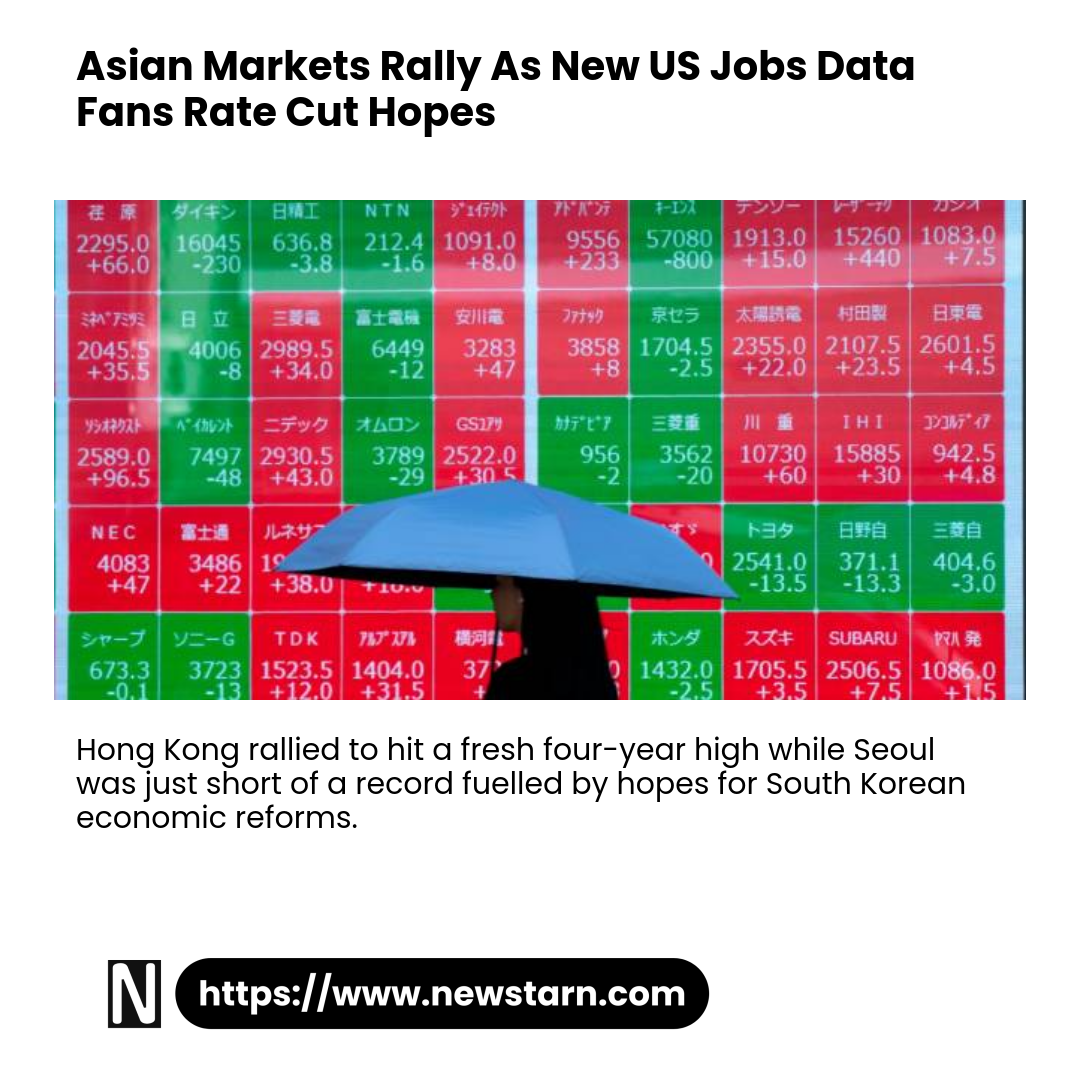 Asian Markets Rally As New US Jobs Data
Fans Rate Cut Hopes
荏 原 ダイキン 日精工 NTN ジェイテクト アドバンテ キーエンス デンソー レーザーテク カシオ
2295.0 16045 636.8 212.4 1091.0 9556 57080 1913.0 15260 1083.0
+66.0 -230 -3.8 -1.6 +8.0 +233 -800 +15.0 +440 +7.5
ミネベアミツミ 日 立 三菱電 富士電機 安川電 ファナック 京セラ 太陽誘電 村田製 日東電
2045.5 4006 2989.5 6449 3283 3858 1704.5 2355.0 2107.5 2601.5
+35.5 -8 +34.0 -12 +47 +8 -2.5 +22.0 +23.5 +4.5
ソシオネクスト ベイカレント ニデック オムロン GSユアサ カナデビア 三菱重 川 重 IHI コンコルディア
2589.0 7497 2930.5 3789 2522.0 956 3562 10730 15885 942.5
+96.5 -48 +43.0 -29 +30.5 -2 -20 +60 +30 +4.8
NEC 富士通 ルネサ トヨタ 日野自 三菱自
4083 3486 2541.0 371.1 404.6
+47 +22 +38.0 -13.5 -13.3 -3.0
シャープ ソニーG TDK アルプスアル 横河電 ホンダ スズキ SUBARU ヤマハ発
673.3 3723 1523.5 1404.0 1432.0 1705.5 2506.5 1086.0
-0.1 -13 +12.0 +31.5 -2.5 +3.5 +7.5 +1.5
Hong Kong rallied to hit a fresh four-year high while Seoul
was just short of a record fuelled by hopes for South Korean
economic reforms.
N https://www.newstarn.com